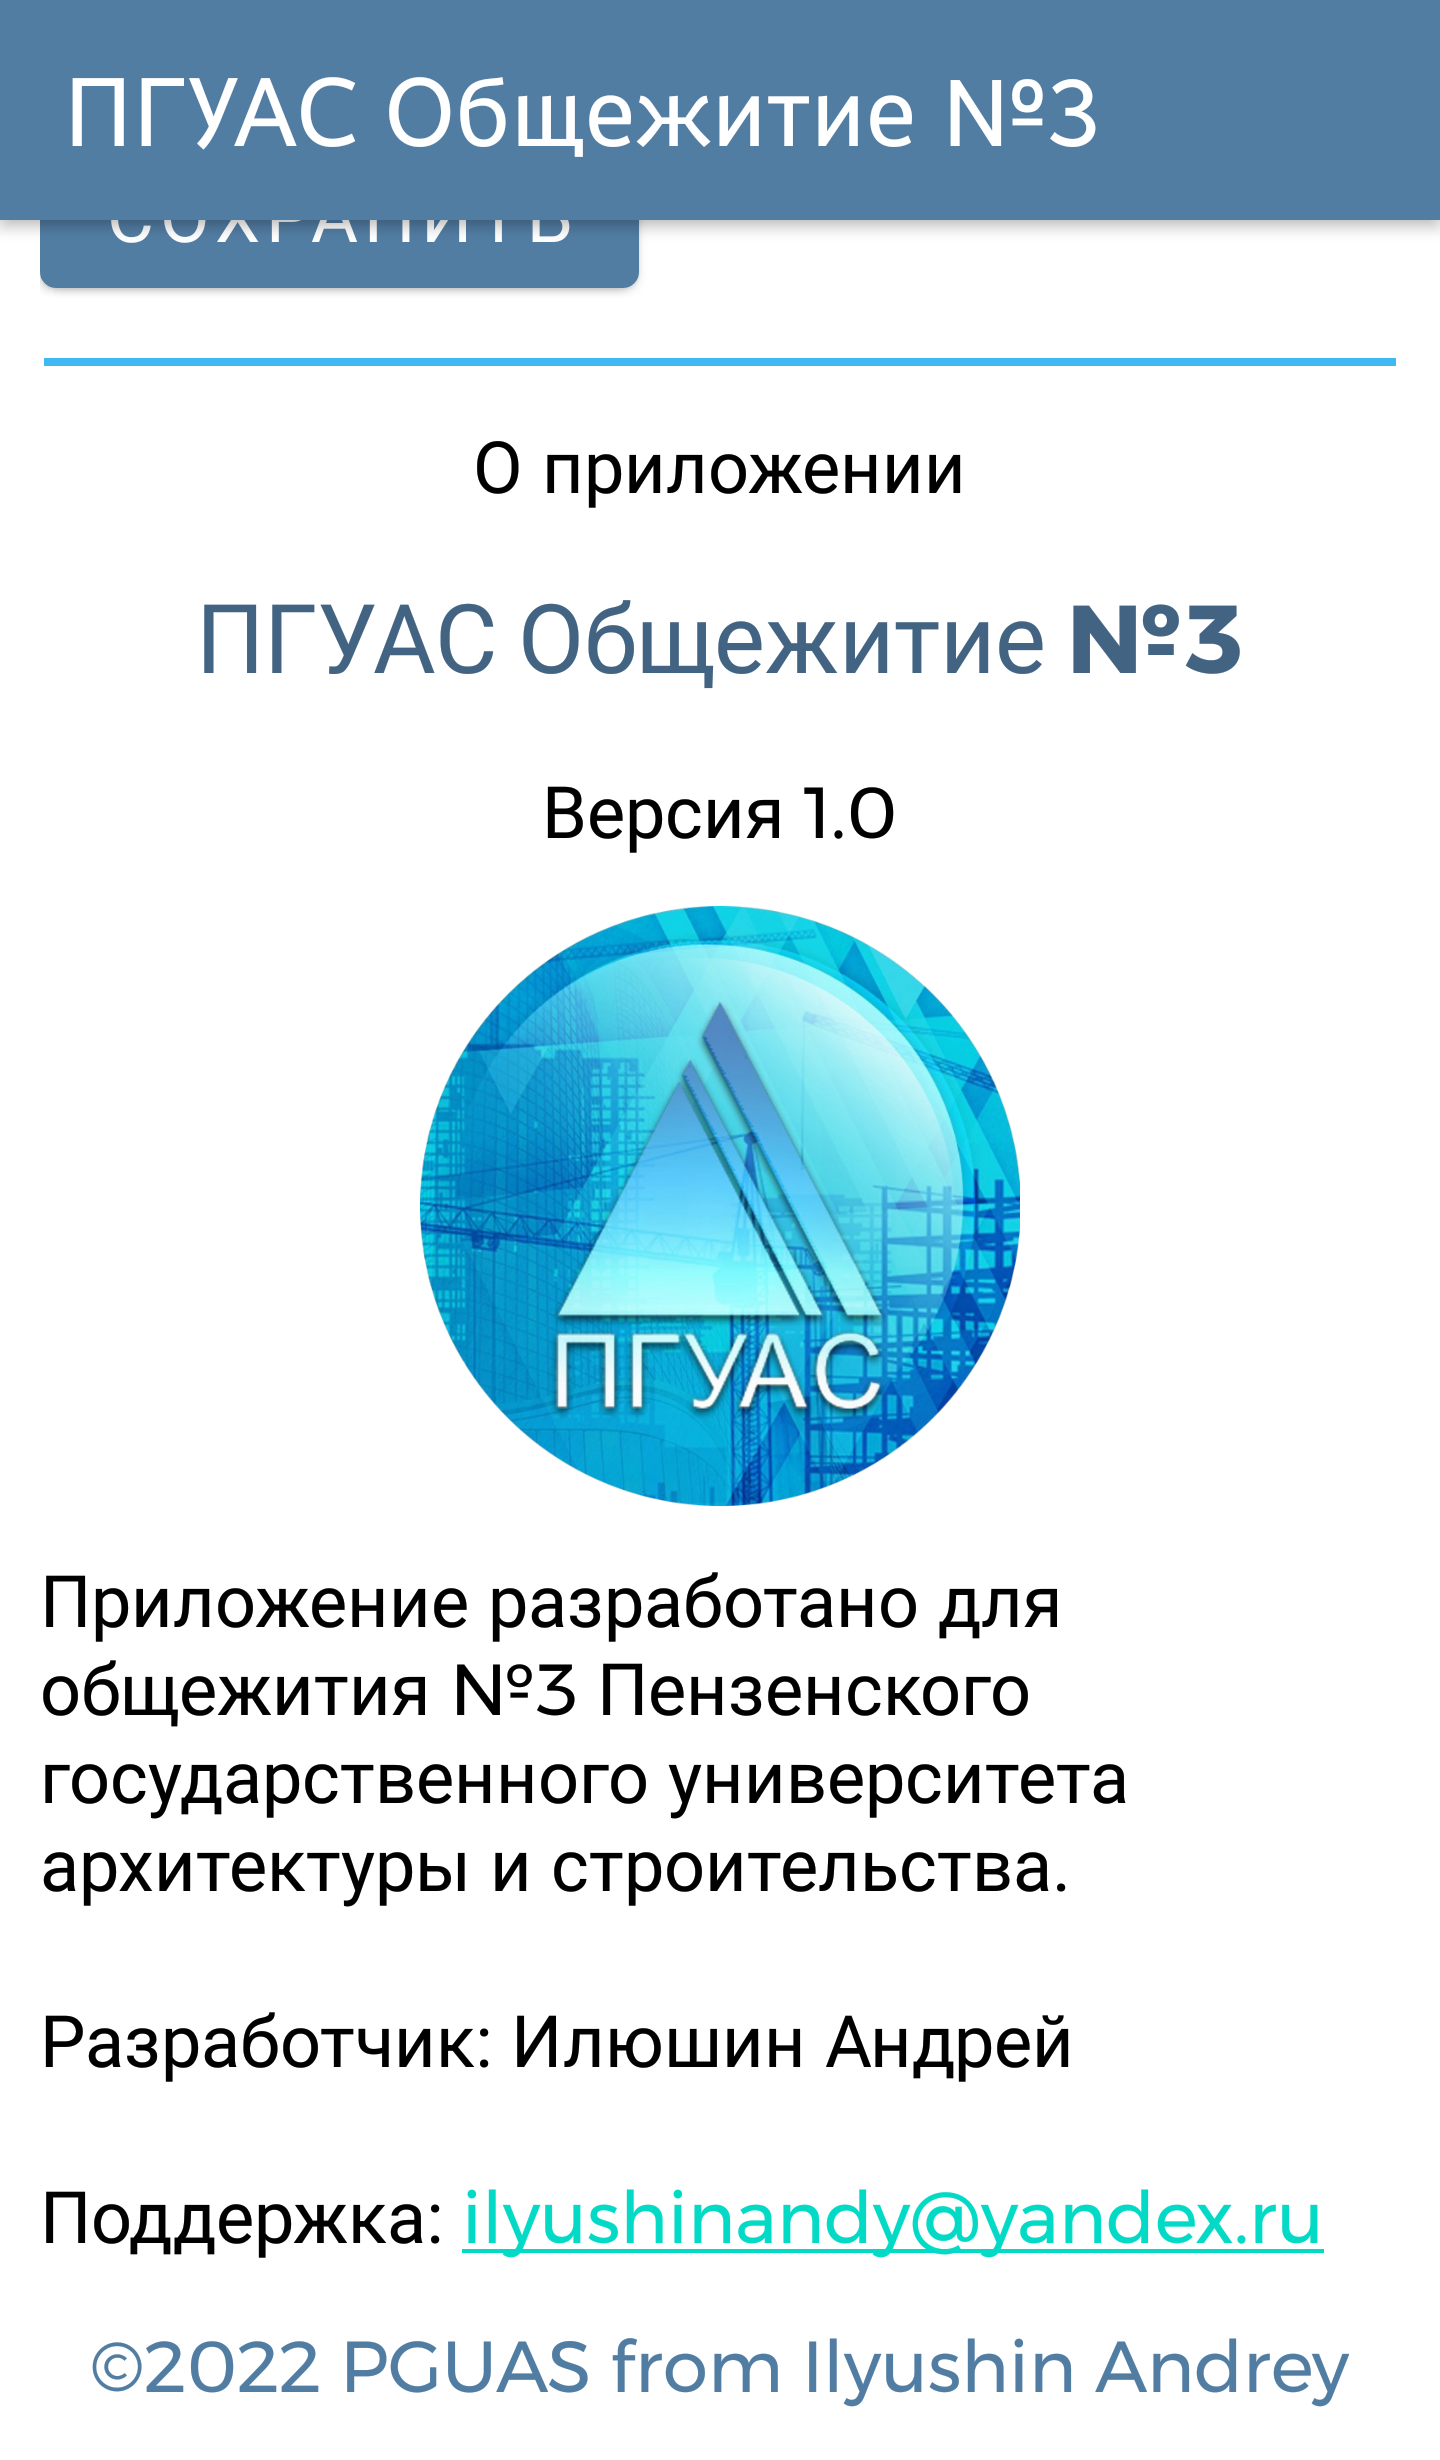 ПГУАС Общежитие №3
СОХРАНИТЬ
О приложении
ПГУАС Общежитие №3
Версия 1.0
ПГУАС
Приложение разработано для
общежития №3 Пензенского
государственного университета
архитектуры и строительства.
Разработчик: Илюшин Андрей
Поддержка: ilyushinandy@yandex.ru
©2022 PGUAS from Ilyushin Andrey